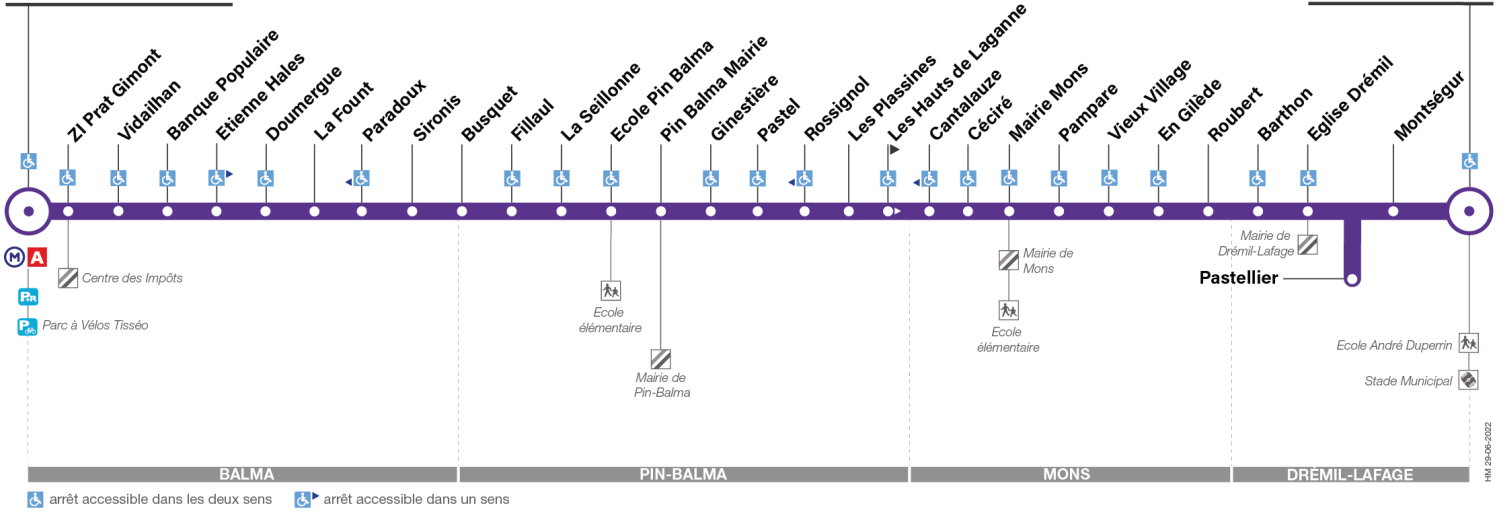 ZI Prat Gimont
Vidailhan
Banque Populaire
Etienne Hales
Doumergue
La Fount
Paradoux
Sironis
Busquet
Fillaul
La Seillonne
Ecole Pin Balma
Pin Balma Mairie
Ginestière
Pastel
Rossignol
Les Plassines
Les Hauts de Laganne
Cantalauze
Céciré
Mairie Mons
Pampare
Vieux Village
En Gilède
Roubert
Barthon
Eglise Drémil
Montségur
M A
Centre des Impôts
P+R
P
Parc à Vélos Tisséo
Ecole
élémentaire
Mairie de
Pin-Balma
Mairie de
Mons
Ecole
élémentaire
Mairie de
Drémil-Lafage
Pastellier
Ecole André Duperrin
Stade Municipal
BALMA
PIN-BALMA
MONS
DRÉMIL-LAFAGE
arrêt accessible dans les deux sens
arrêt accessible dans un sens
HM 29-06-2022